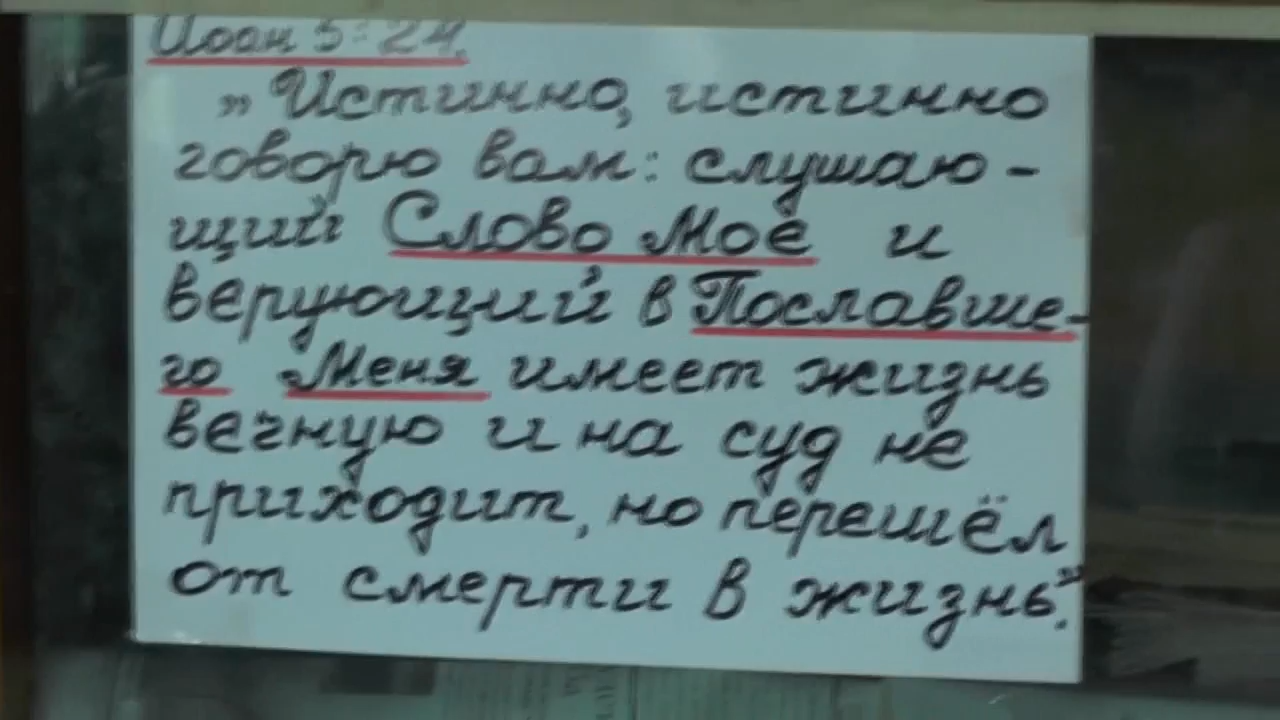 Иоан 5:24.
„Истинно, истинно
говорю вам: слушаю-
щий Слово Моё и
верующий в Пославше-
го Меня имеет жизнь
вечную и на суд не
приходит, но перешёл
от смерти в жизнь."